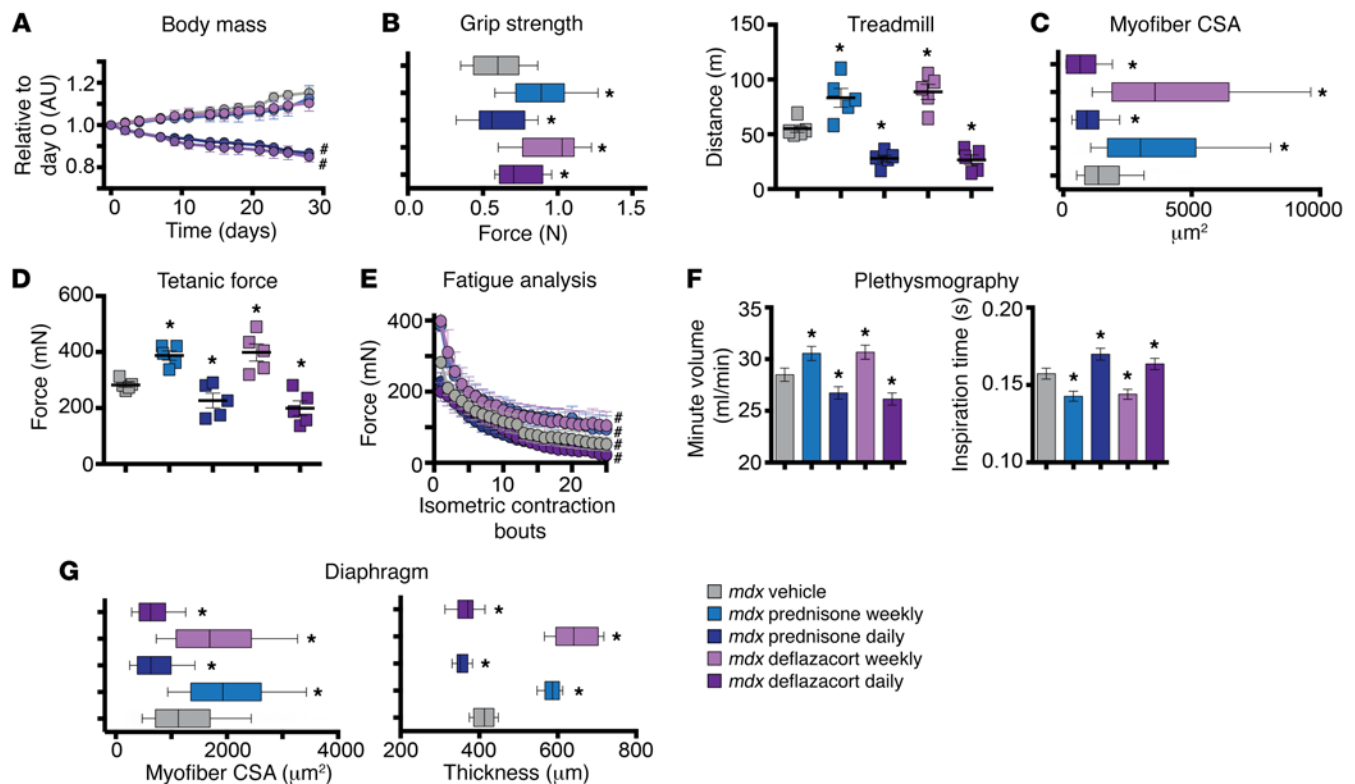 A
Body mass
Relative to
day 0 (AU)
1.2
1.0
0.8
#
#
0
10
20
30
Time (days)
B
Grip strength
*
*
*
*
0.0
0.5
1.0
1.5
Force (N)
Treadmill
Distance (m)
150
100
50
0
*
*
*
*
C
Myofiber CSA
*
*
*
*
0
5000
10000
μm²
D
Tetanic force
Force (mN)
600
400
200
0
*
*
*
*
E
Fatigue analysis
Force (mN)
400
200
0
#
#
#
#
0
10
20
Isometric contraction
bouts
F
Plethysmography
Minute volume
(ml/min)
35
30
25
20
*
*
*
*
Inspiration time (s)
0.20
0.15
0.10
*
*
*
*
G
Diaphragm
*
*
*
*
0
2000
4000
Myofiber CSA (μm²)
*
*
*
*
200
400
600
800
Thickness (μm)
mdx vehicle
mdx prednisone weekly
mdx prednisone daily
mdx deflazacort weekly
mdx deflazacort daily